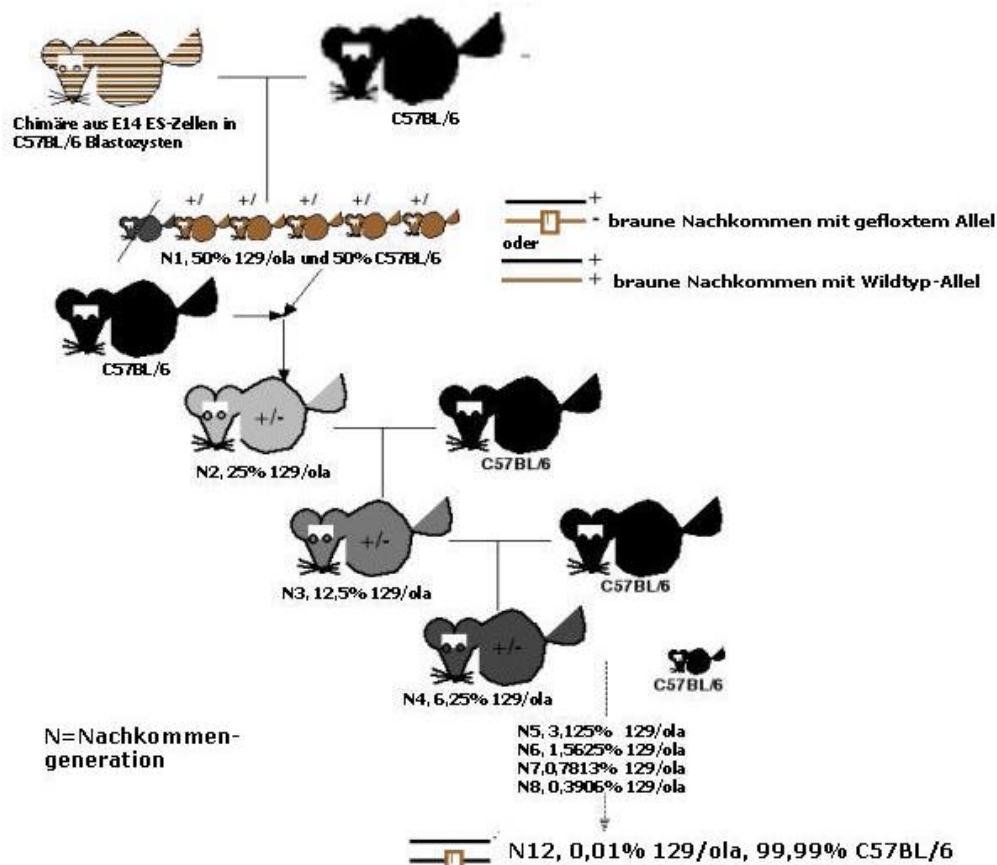 Chimäre aus E14 ES-Zellen in
C57BL/6 Blastozysten
C57BL/6
+/ +/ +/ +/ +/
N1, 50% 129/ola und 50% C57BL/6
+
- braune Nachkommen mit gefloxtem Allel
oder
+
+ braune Nachkommen mit Wildtyp-Allel
C57BL/6
+/-
N2, 25% 129/ola
C57BL/6
+/-
N3, 12,5% 129/ola
C57BL/6
+/-
N4, 6,25% 129/ola
C57BL/6
N=Nachkommen-
generation
N5, 3,125% 129/ola
N6, 1,5625% 129/ola
N7,0,7813% 129/ola
N8, 0,3906% 129/ola
N12, 0,01% 129/ola, 99,99% C57BL/6